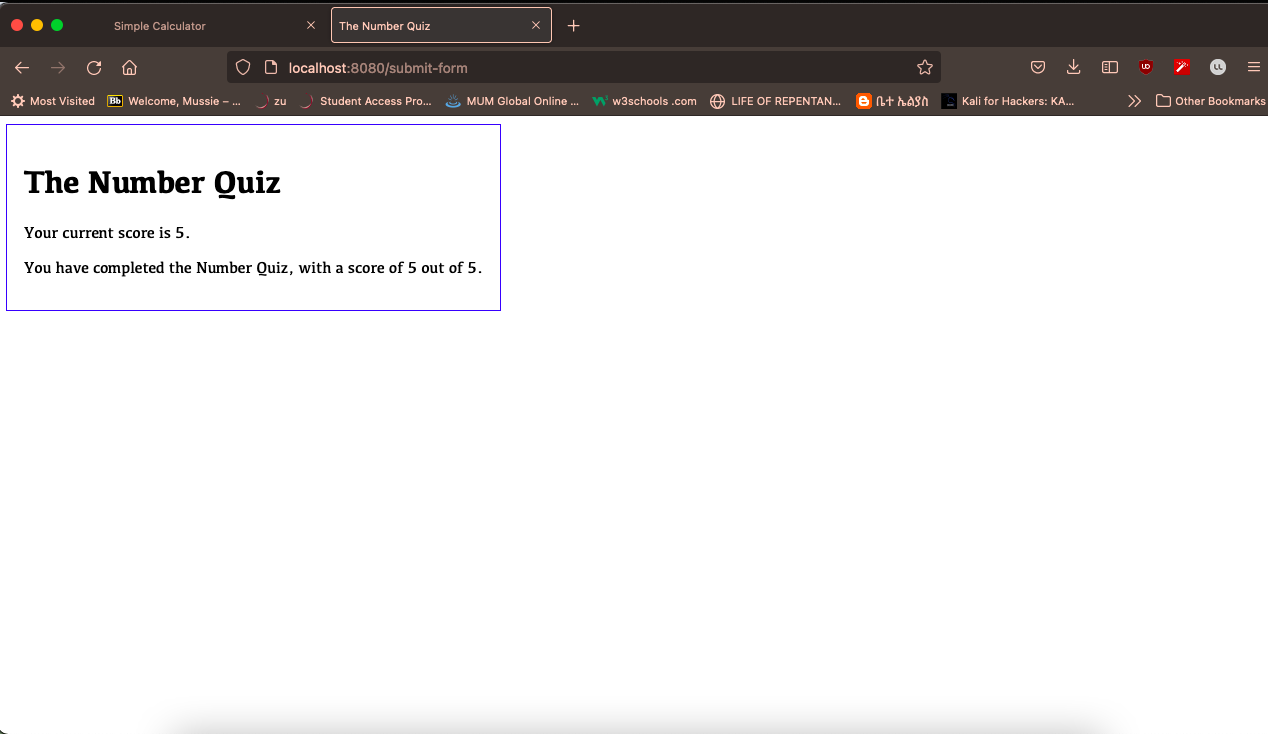 Simple Calculator
The Number Quiz
localhost:8080/submit-form
Most Visited
Bb Welcome, Mussie – ...
zu
Student Access Pro...
MUM Global Online ...
w3schools .com
LIFE OF REPENTAN...
ቤተ ኤልያስ
Kali for Hackers: KA...
Other Bookmarks
The Number Quiz
Your current score is 5.
You have completed the Number Quiz, with a score of 5 out of 5.